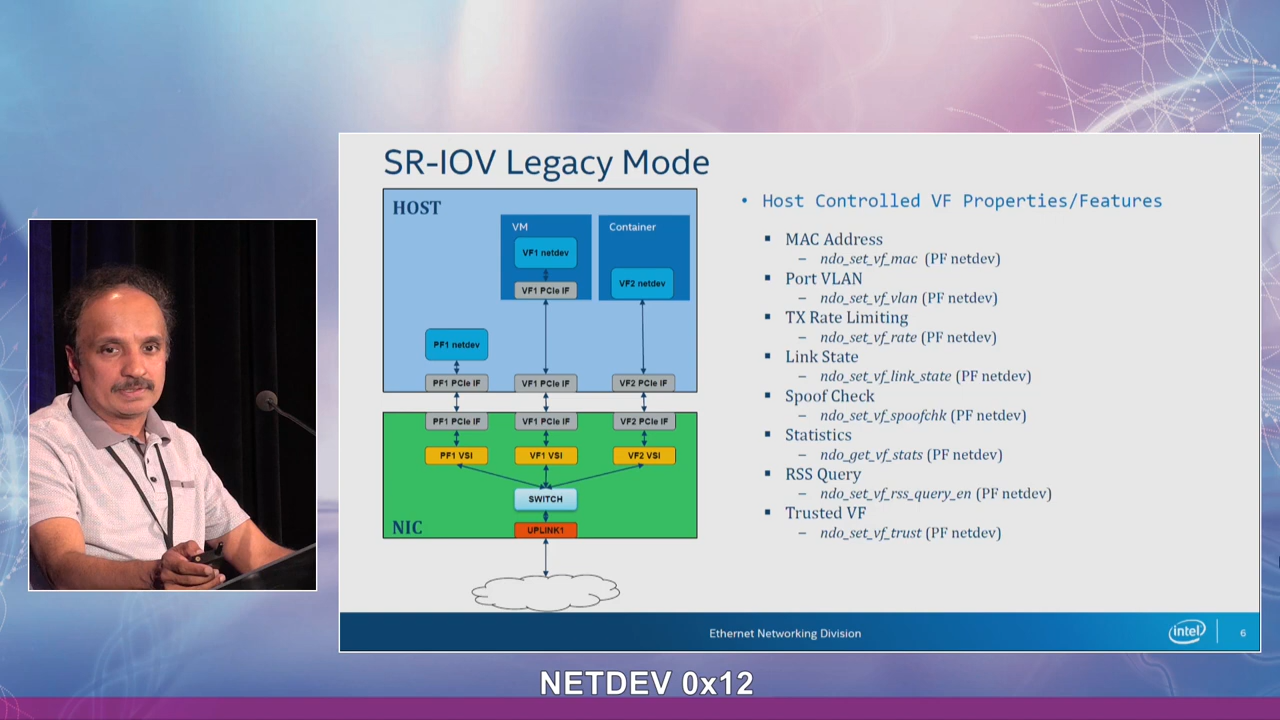 SR-IOV Legacy Mode
HOST
VM
VF1 netdev
VF1 PCIe IF
Container
VF2 netdev
PF1 netdev
PF1 PCIe IF
VF1 PCIe IF
VF2 PCIe IF
PF1 PCIe IF
VF1 PCIe IF
VF2 PCIe IF
PF1 VSI
VF1 VSI
VF2 VSI
SWITCH
NIC
UPLINK1
• Host Controlled VF Properties/Features
▪ MAC Address
– ndo_set_vf_mac (PF netdev)
▪ Port VLAN
– ndo_set_vf_vlan (PF netdev)
▪ TX Rate Limiting
– ndo_set_vf_rate (PF netdev)
▪ Link State
– ndo_set_vf_link_state (PF netdev)
▪ Spoof Check
– ndo_set_vf_spoofchk (PF netdev)
▪ Statistics
– ndo_get_vf_stats (PF netdev)
▪ RSS Query
– ndo_set_vf_rss_query_en (PF netdev)
▪ Trusted VF
– ndo_set_vf_trust (PF netdev)
Ethernet Networking Division
intel
6
NETDEV 0x12